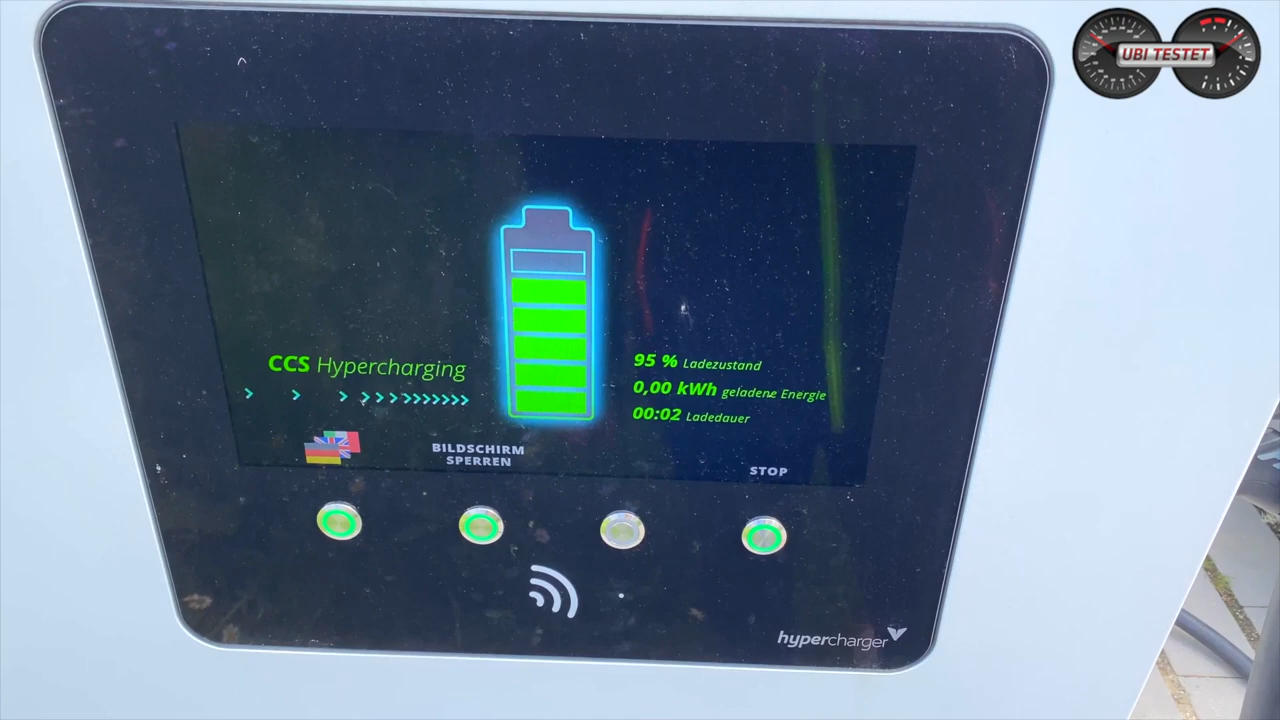 UBI TESTET
CCS Hypercharging
95 % Ladezustand
0,00 kWh geladene Energie
00:02 Ladedauer
BILDSCHIRM
SPERREN
STOP
hypercharger